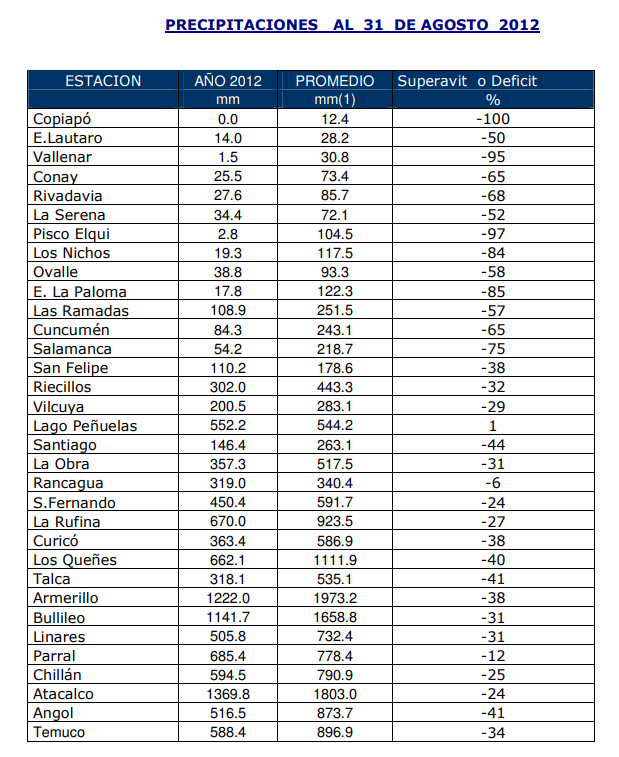 PRECIPITACIONES AL 31 DE AGOSTO 2012
ESTACION AÑO 2012 PROMEDIO Superavit o Deficit
mm mm(1) %
Copiapó 0.0 12.4 -100
E.Lautaro 14.0 28.2 -50
Vallenar 1.5 30.8 -95
Conay 25.5 73.4 -65
Rivadavia 27.6 85.7 -68
La Serena 34.4 72.1 -52
Pisco Elqui 2.8 104.5 -97
Los Nichos 19.3 117.5 -84
Ovalle 38.8 93.3 -58
E. La Paloma 17.8 122.3 -85
Las Ramadas 108.9 251.5 -57
Cuncumén 84.3 243.1 -65
Salamanca 54.2 218.7 -75
San Felipe 110.2 178.6 -38
Riecillos 302.0 443.3 -32
Vilcuya 200.5 283.1 -29
Lago Peñuelas 552.2 544.2 1
Santiago 146.4 263.1 -44
La Obra 357.3 517.5 -31
Rancagua 319.0 340.4 -6
S.Fernando 450.4 591.7 -24
La Rufina 670.0 923.5 -27
Curicó 363.4 586.9 -38
Los Queñes 662.1 1111.9 -40
Talca 318.1 535.1 -41
Armerillo 1222.0 1973.2 -38
Bullileo 1141.7 1658.8 -31
Linares 505.8 732.4 -31
Parral 685.4 778.4 -12
Chillán 594.5 790.9 -25
Atacalco 1369.8 1803.0 -24
Angol 516.5 873.7 -41
Temuco 588.4 896.9 -34